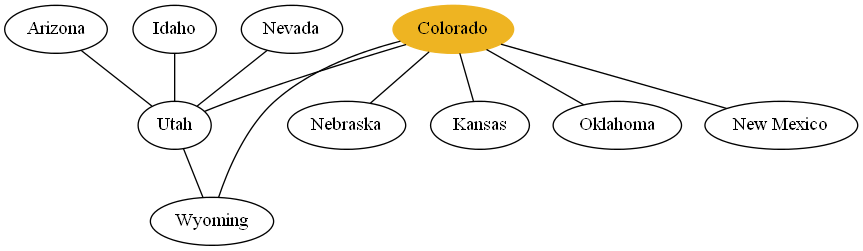 Arizona
Idaho
Nevada
Colorado
Utah
Nebraska
Kansas
Oklahoma
New Mexico
Wyoming